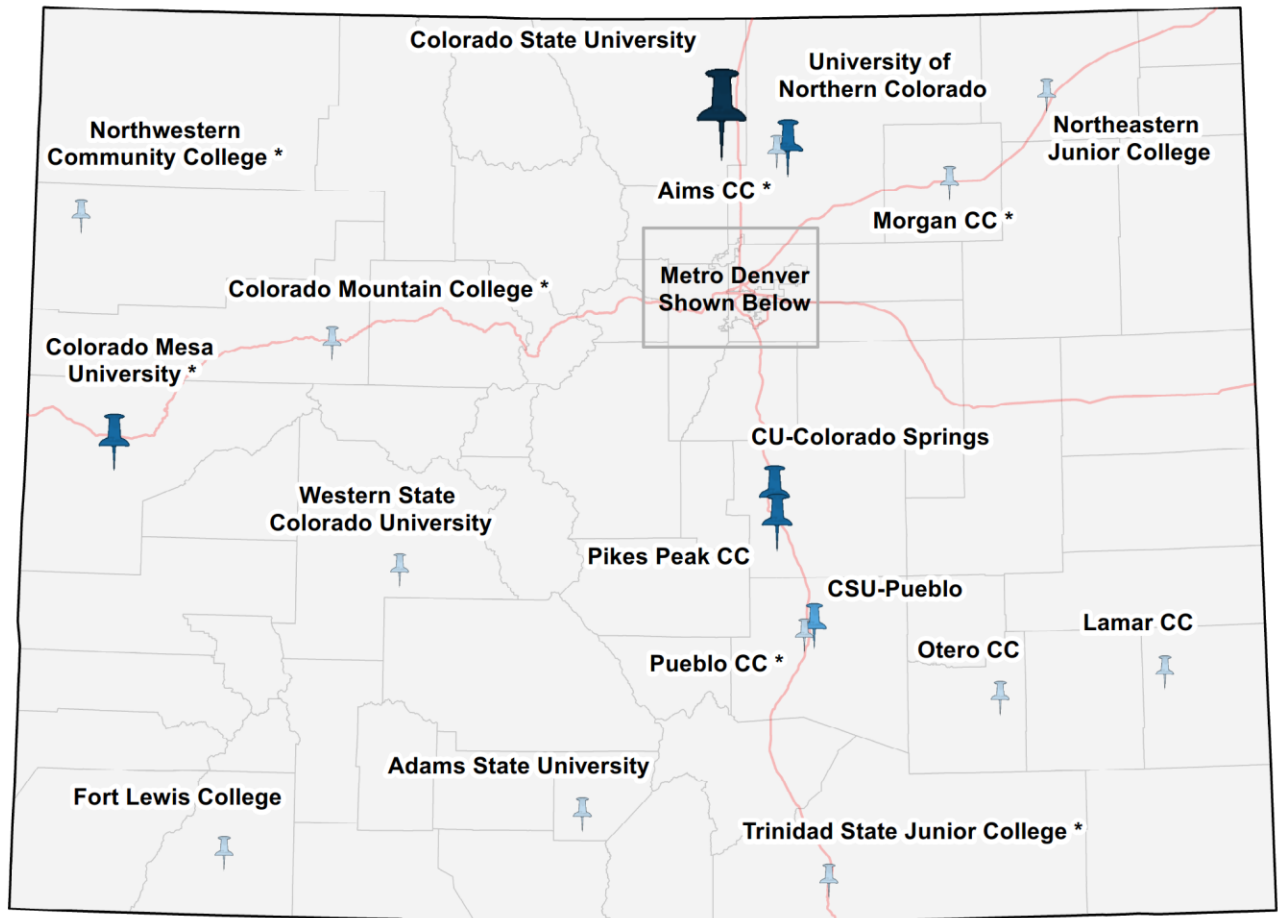 Colorado State University
University of
Northern Colorado
Northwestern
Community College *
Northeastern
Junior College
Aims CC *
Morgan CC *
Metro Denver
Shown Below
Colorado Mountain College *
Colorado Mesa
University *
CU-Colorado Springs
Western State
Colorado University
Pikes Peak CC
CSU-Pueblo
Lamar CC
Otero CC
Pueblo CC *
Adams State University
Fort Lewis College
Trinidad State Junior College *